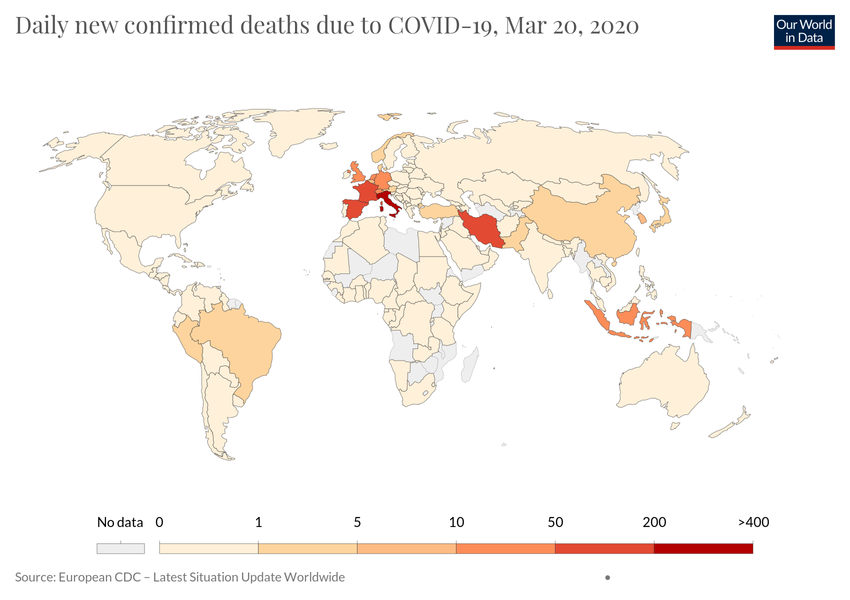 Daily new confirmed deaths due to COVID-19, Mar 20, 2020
Our World
in Data
No data 0 1 5 10 50 200 >400
Source: European CDC – Latest Situation Update Worldwide